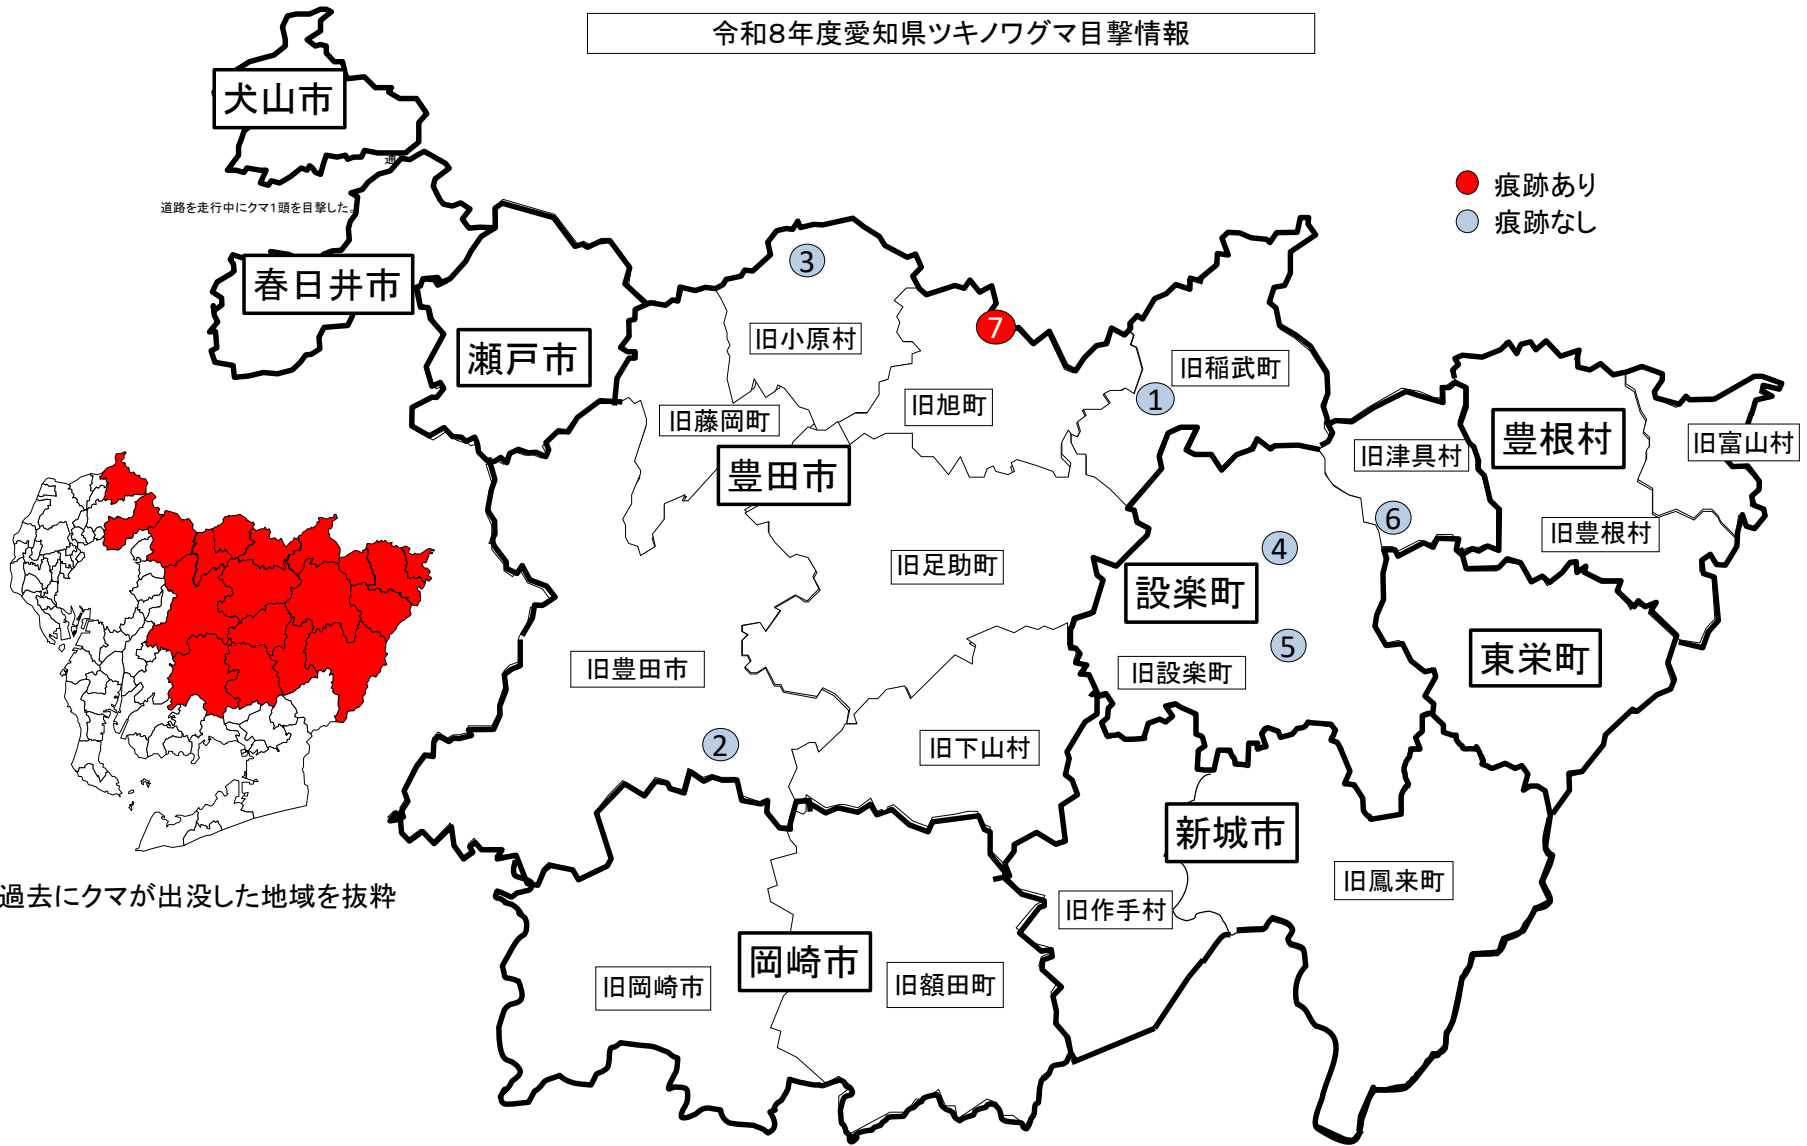 令和8年度愛知県ツキノワグマ目撃情報
犬山市
通
道路を走行中にクマ1頭を目撃した。
痕跡あり
痕跡なし
春日井市
瀬戸市
3
旧小原村
7
旧稲武町
1
旧旭町
旧藤岡町
豊田市
旧津具村
豊根村
旧富山村
6
旧豊根村
4
旧足助町
設楽町
5
東栄町
旧豊田市
旧設楽町
2
旧下山村
新城市
旧鳳来町
過去にクマが出没した地域を抜粋
旧作手村
岡崎市
旧岡崎市
旧額田町